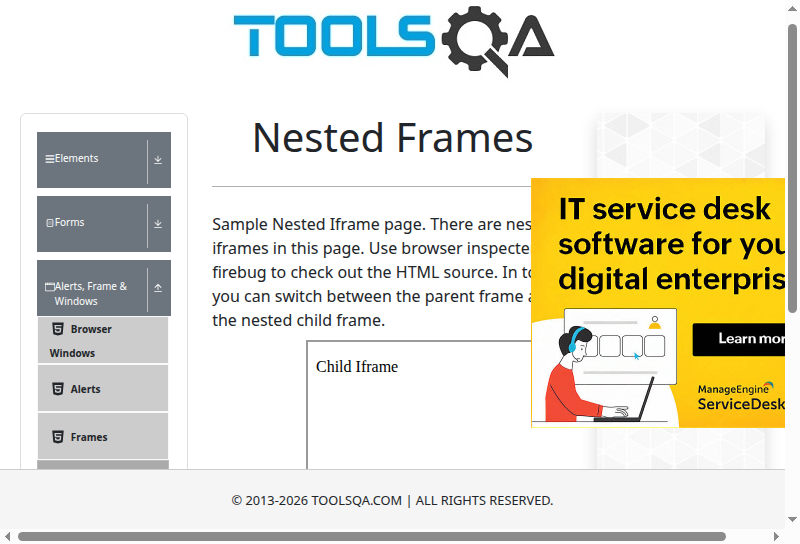 TOOLSQA
Elements
Forms
Alerts, Frame &
Windows
Browser
Windows
Alerts
Frames
Nested Frames
Sample Nested Iframe page. There are nes
iframes in this page. Use browser inspecte
firebug to check out the HTML source. In to
you can switch between the parent frame a
the nested child frame.
Child Iframe
IT service desk
software for you
digital enterpris
Learn mor
ManageEngine
ServiceDesk
© 2013-2026 TOOLSQA.COM | ALL RIGHTS RESERVED.